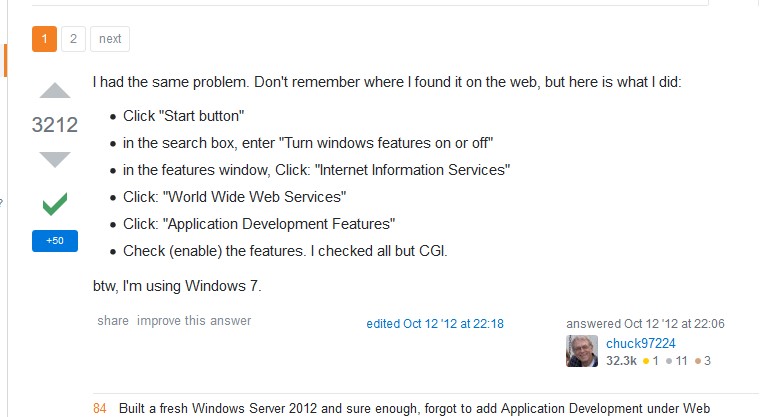 1 2 next
I had the same problem. Don't remember where I found it on the web, but here is what I did:
3212
• Click "Start button"
• in the search box, enter "Turn windows features on or off"
• in the features window, Click: "Internet Information Services"
• Click: "World Wide Web Services"
• Click: "Application Development Features"
• Check (enable) the features. I checked all but CGI.
+50
btw, I'm using Windows 7.
share improve this answer
edited Oct 12 '12 at 22:18
answered Oct 12 '12 at 22:06
chuck97224
32.3k ●1 ●11 ●3
84 Built a fresh Windows Server 2012 and sure enough, forgot to add Application Development under Web